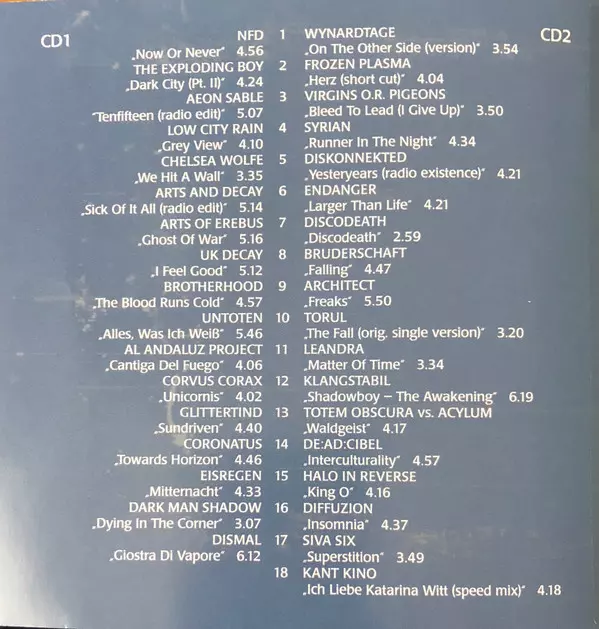 CD1
NFD 1 WYNARDTAGE
CD2
„Now Or Never“ 4.56 „On The Other Side (version)“ 3.54
THE EXPLODING BOY 2 FROZEN PLASMA
„Dark City (Pt. II)“ 4.24 „Herz (short cut)“ 4.04
AEON SABLE 3 VIRGINS O.R. PIGEONS
„Tenfifteen (radio edit)“ 5.07 „Bleed To Lead (I Give Up)“ 3.50
LOW CITY RAIN 4 SYRIAN
„Grey View“ 4.10 „Runner In The Night“ 4.34
CHELSEA WOLFE 5 DISKONNEKTED
„We Hit A Wall“ 3.35 „Yesteryears (radio existence)“ 4.21
ARTS AND DECAY 6 ENDANGER
„Sick Of It All (radio edit)“ 5.14 „Larger Than Life“ 4.21
ARTS OF EREBUS 7 DISCODEATH
„Ghost Of War“ 5.16 „Discodeath“ 2.59
UK DECAY 8 BRUDERSCHAFT
„I Feel Good“ 5.12 „Falling“ 4.47
BROTHERHOOD 9 ARCHITECT
„The Blood Runs Cold“ 4.57 „Freaks“ 5.50
UNTOTEN 10 TORUL
„Alles, Was Ich Weiß“ 5.46 „The Fall (orig. single version)“ 3.20
AL ANDALUZ PROJECT 11 LEANDRA
„Cantiga Del Fuego“ 4.06 „Matter Of Time“ 3.34
CORVUS CORAX 12 KLANGSTABIL
„Unicornis“ 4.02 „Shadowboy – The Awakening“ 6.19
GLITTERTIND 13 TOTEM OBSCURA vs. ACYLUM
„Sundriven“ 4.40 „Waldgeist“ 4.17
CORONATUS 14 DE:AD:CIBEL
„Towards Horizon“ 4.46 „Interculturality“ 4.57
EISREGEN 15 HALO IN REVERSE
„Mitternacht“ 4.33 „King O“ 4.16
DARK MAN SHADOW 16 DIFFUZION
„Dying In The Corner“ 3.07 „Insomnia“ 4.37
DISMAL 17 SIVA SIX
„Giostra Di Vapore“ 6.12 „Superstition“ 3.49
18 KANT KINO
„Ich Liebe Katarina Witt (speed mix)“ 4.18